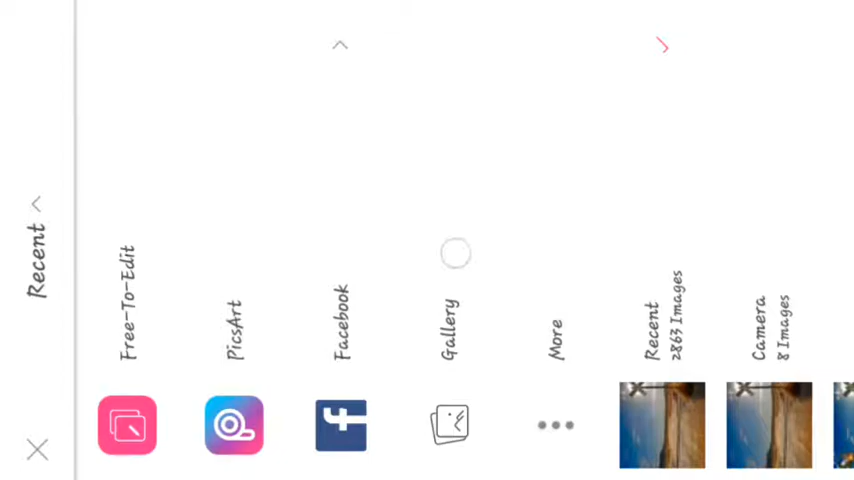 Recent
Free-To-Edit
PicsArt
Facebook
Gallery
More
Recent
2863 Images
Camera
8 Images